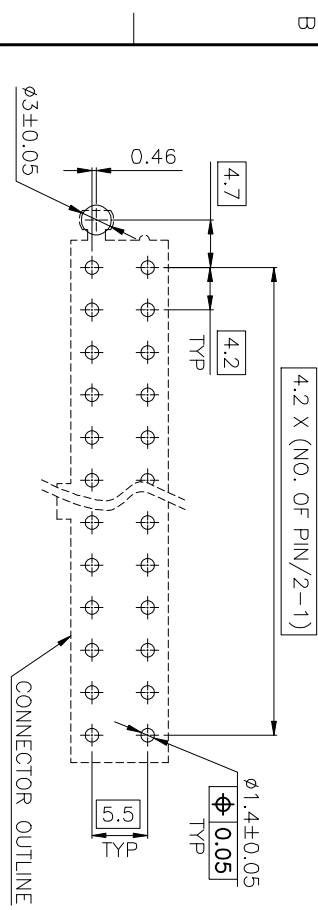 B
ø3±0.05
0.46
4.7
4.2
TYP
4.2 X (NO. OF PIN/2-1)
ø1.4±0.05
⌖ 0.05
TYP
5.5
TYP
CONNECTOR OUTLINE